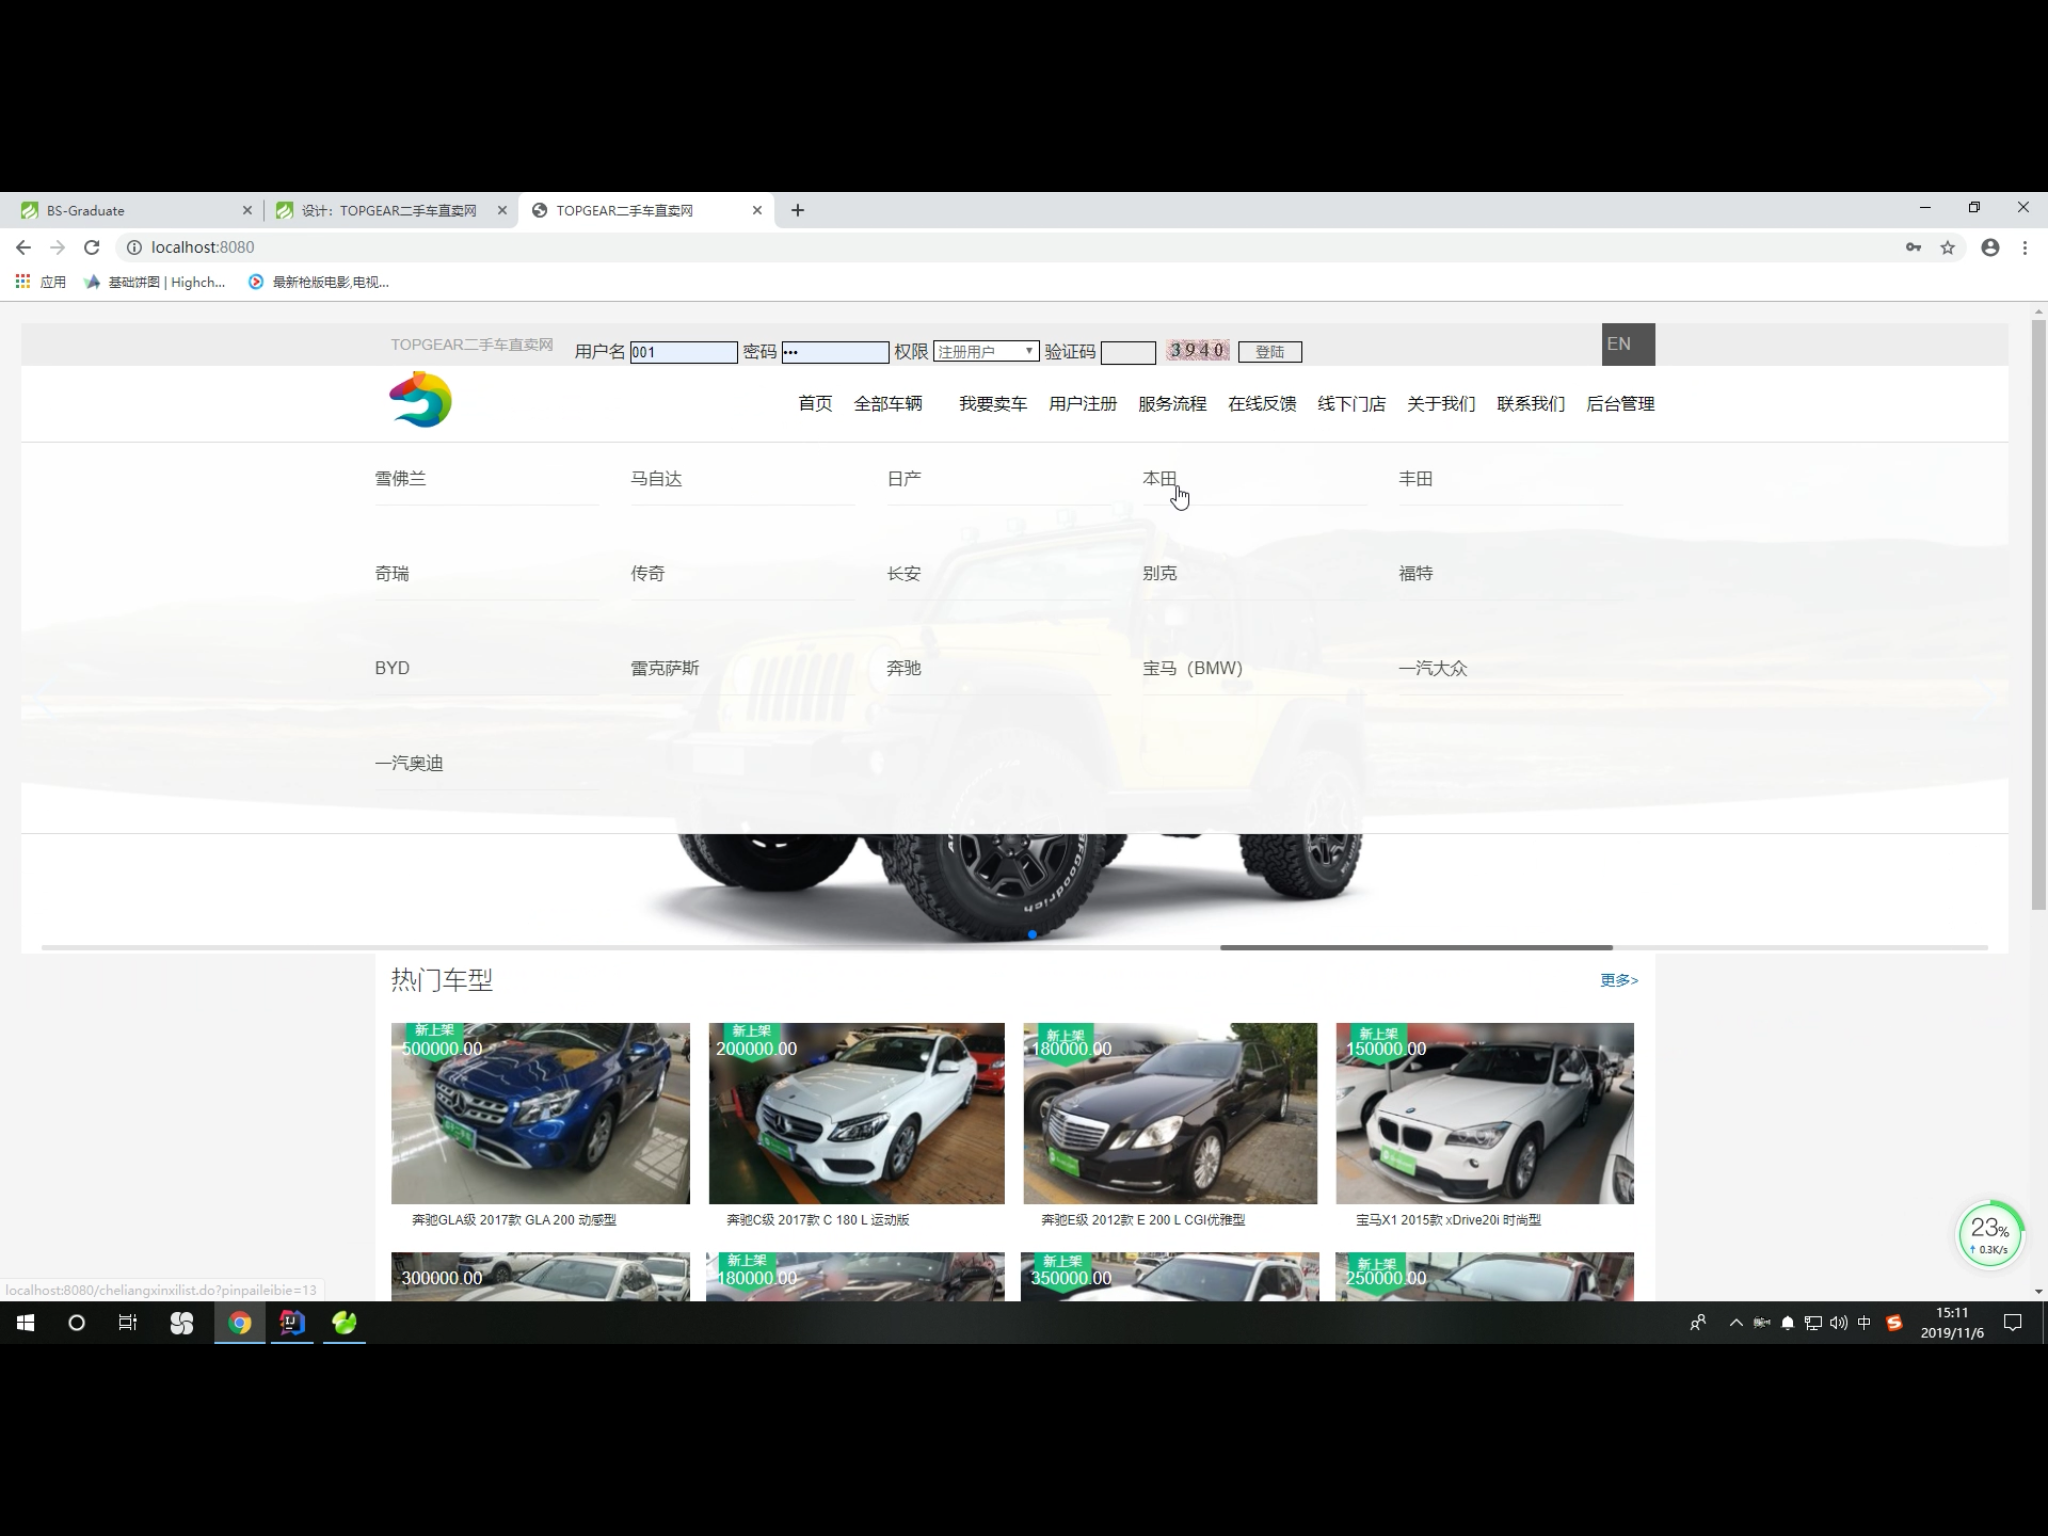 BS-Graduate
设计：TOPGEAR二手车直卖网
TOPGEAR二手车直卖网
localhost:8080
应用
基础饼图 | Highch...
最新抢版电影,电视...
TOPGEAR二手车直卖网
用户名 001 密码 ••• 权限 注册用户 验证码 3940 登陆
EN
首页 全部车辆 我要卖车 用户注册 服务流程 在线反馈 线下门店 关于我们 联系我们 后台管理
雪佛兰 马自达 日产 本田 丰田
奇瑞 传奇 长安 别克 福特
BYD 雷克萨斯 奔驰 宝马（BMW） 一汽大众
一汽奥迪
BFGoodrich
热门车型
更多>
新上架 新上架 新上架 新上架
500000.00 200000.00 180000.00 150000.00
奔驰GLA级 2017款 GLA 200 动感型
奔驰C级 2017款 C 180 L 运动版
奔驰E级 2012款 E 200 L CGI优雅型
宝马X1 2015款 xDrive20i 时尚型
新上架 新上架 新上架
300000.00 180000.00 350000.00 250000.00
23%
0.3K/s
localhost:8080/cheliangxinxilist.do?pinpaileibie=13
中
15:11
2019/11/6